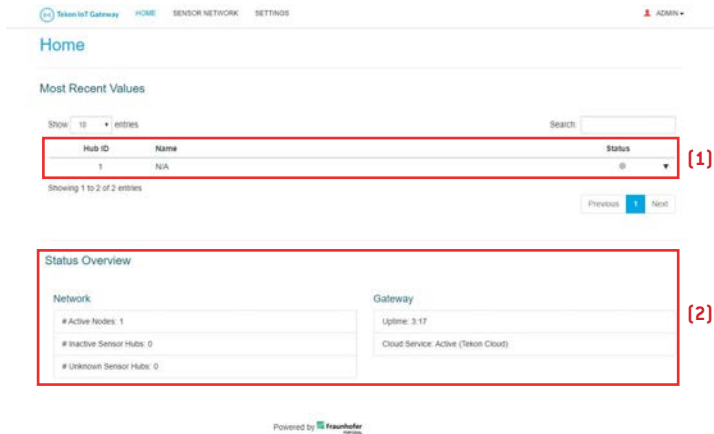 Tekon IoT Gateway HOME SENSOR NETWORK SETTINGS ADMIN
Home
Most Recent Values
Show 10 entries Search:
Hub ID Name Status
1 N/A
(1)
Showing 1 to 2 of 2 entries
Previous 1 Next
Status Overview
Network Gateway
# Active Nodes: 1 Uptime: 3:17
# Inactive Sensor Hubs: 0 Cloud Service: Active (Tekon Cloud)
# Unknown Sensor Hubs: 0
(2)
Powered by Fraunhofer